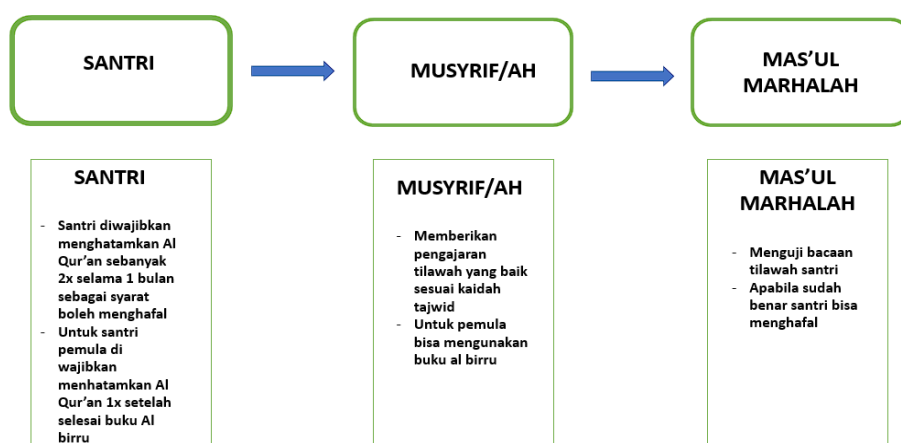 SANTRI
MUSYRIF/AH
MAS'UL
MARHALAH
SANTRI
- Santri diwajibkan
menghatamkan Al
Qur'an sebanyak
2x selama 1 bulan
sebagai syarat
boleh menghafal
- Untuk santri
pemula di
wajibkan
menhatamkan Al
Qur'an 1x setelah
selesai buku Al
birru
MUSYRIF/AH
- Memberikan
pengajaran
tilawah yang baik
sesuai kaidah
tajwid
- Untuk pemula
bisa mengunakan
buku al birru
MAS'UL
MARHALAH
- Menguji bacaan
tilawah santri
- Apabila sudah
benar santri bisa
menghafal